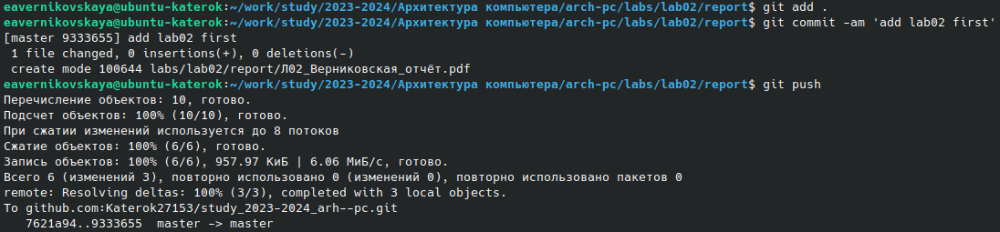 eavernikovskaya@ubuntu-katerok:~/work/study/2023-2024/Архитектура компьютера/arch-pc/labs/lab02/report$ git add .
eavernikovskaya@ubuntu-katerok:~/work/study/2023-2024/Архитектура компьютера/arch-pc/labs/lab02/report$ git commit -am 'add lab02 first'
[master 9333655] add lab02 first
 1 file changed, 0 insertions(+), 0 deletions(-)
 create mode 100644 labs/lab02/report/Л02_Верниковская_отчёт.pdf
eavernikovskaya@ubuntu-katerok:~/work/study/2023-2024/Архитектура компьютера/arch-pc/labs/lab02/report$ git push
Перечисление объектов: 10, готово.
Подсчет объектов: 100% (10/10), готово.
При сжатии изменений используется до 8 потоков
Сжатие объектов: 100% (6/6), готово.
Запись объектов: 100% (6/6), 957.97 КиБ | 6.06 МиБ/с, готово.
Всего 6 (изменений 3), повторно использовано 0 (изменений 0), повторно использовано пакетов 0
remote: Resolving deltas: 100% (3/3), completed with 3 local objects.
To github.com:Katerok27153/study_2023-2024_arh--pc.git
   7621a94..9333655  master -> master